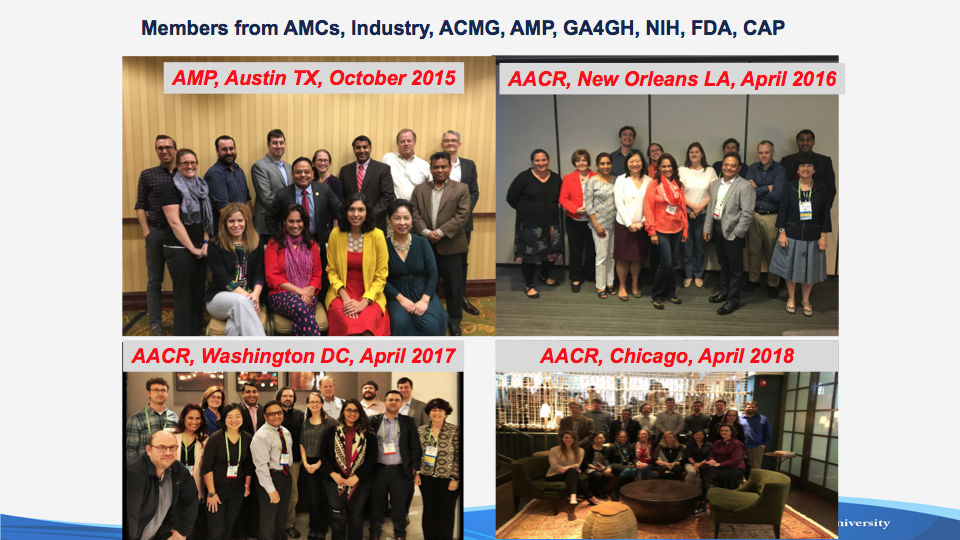 Members from AMCs, Industry, ACMG, AMP, GA4GH, NIH, FDA, CAP
AMP, Austin TX, October 2015
AACR, New Orleans LA, April 2016
AACR, Washington DC, April 2017
AACR, Chicago, April 2018